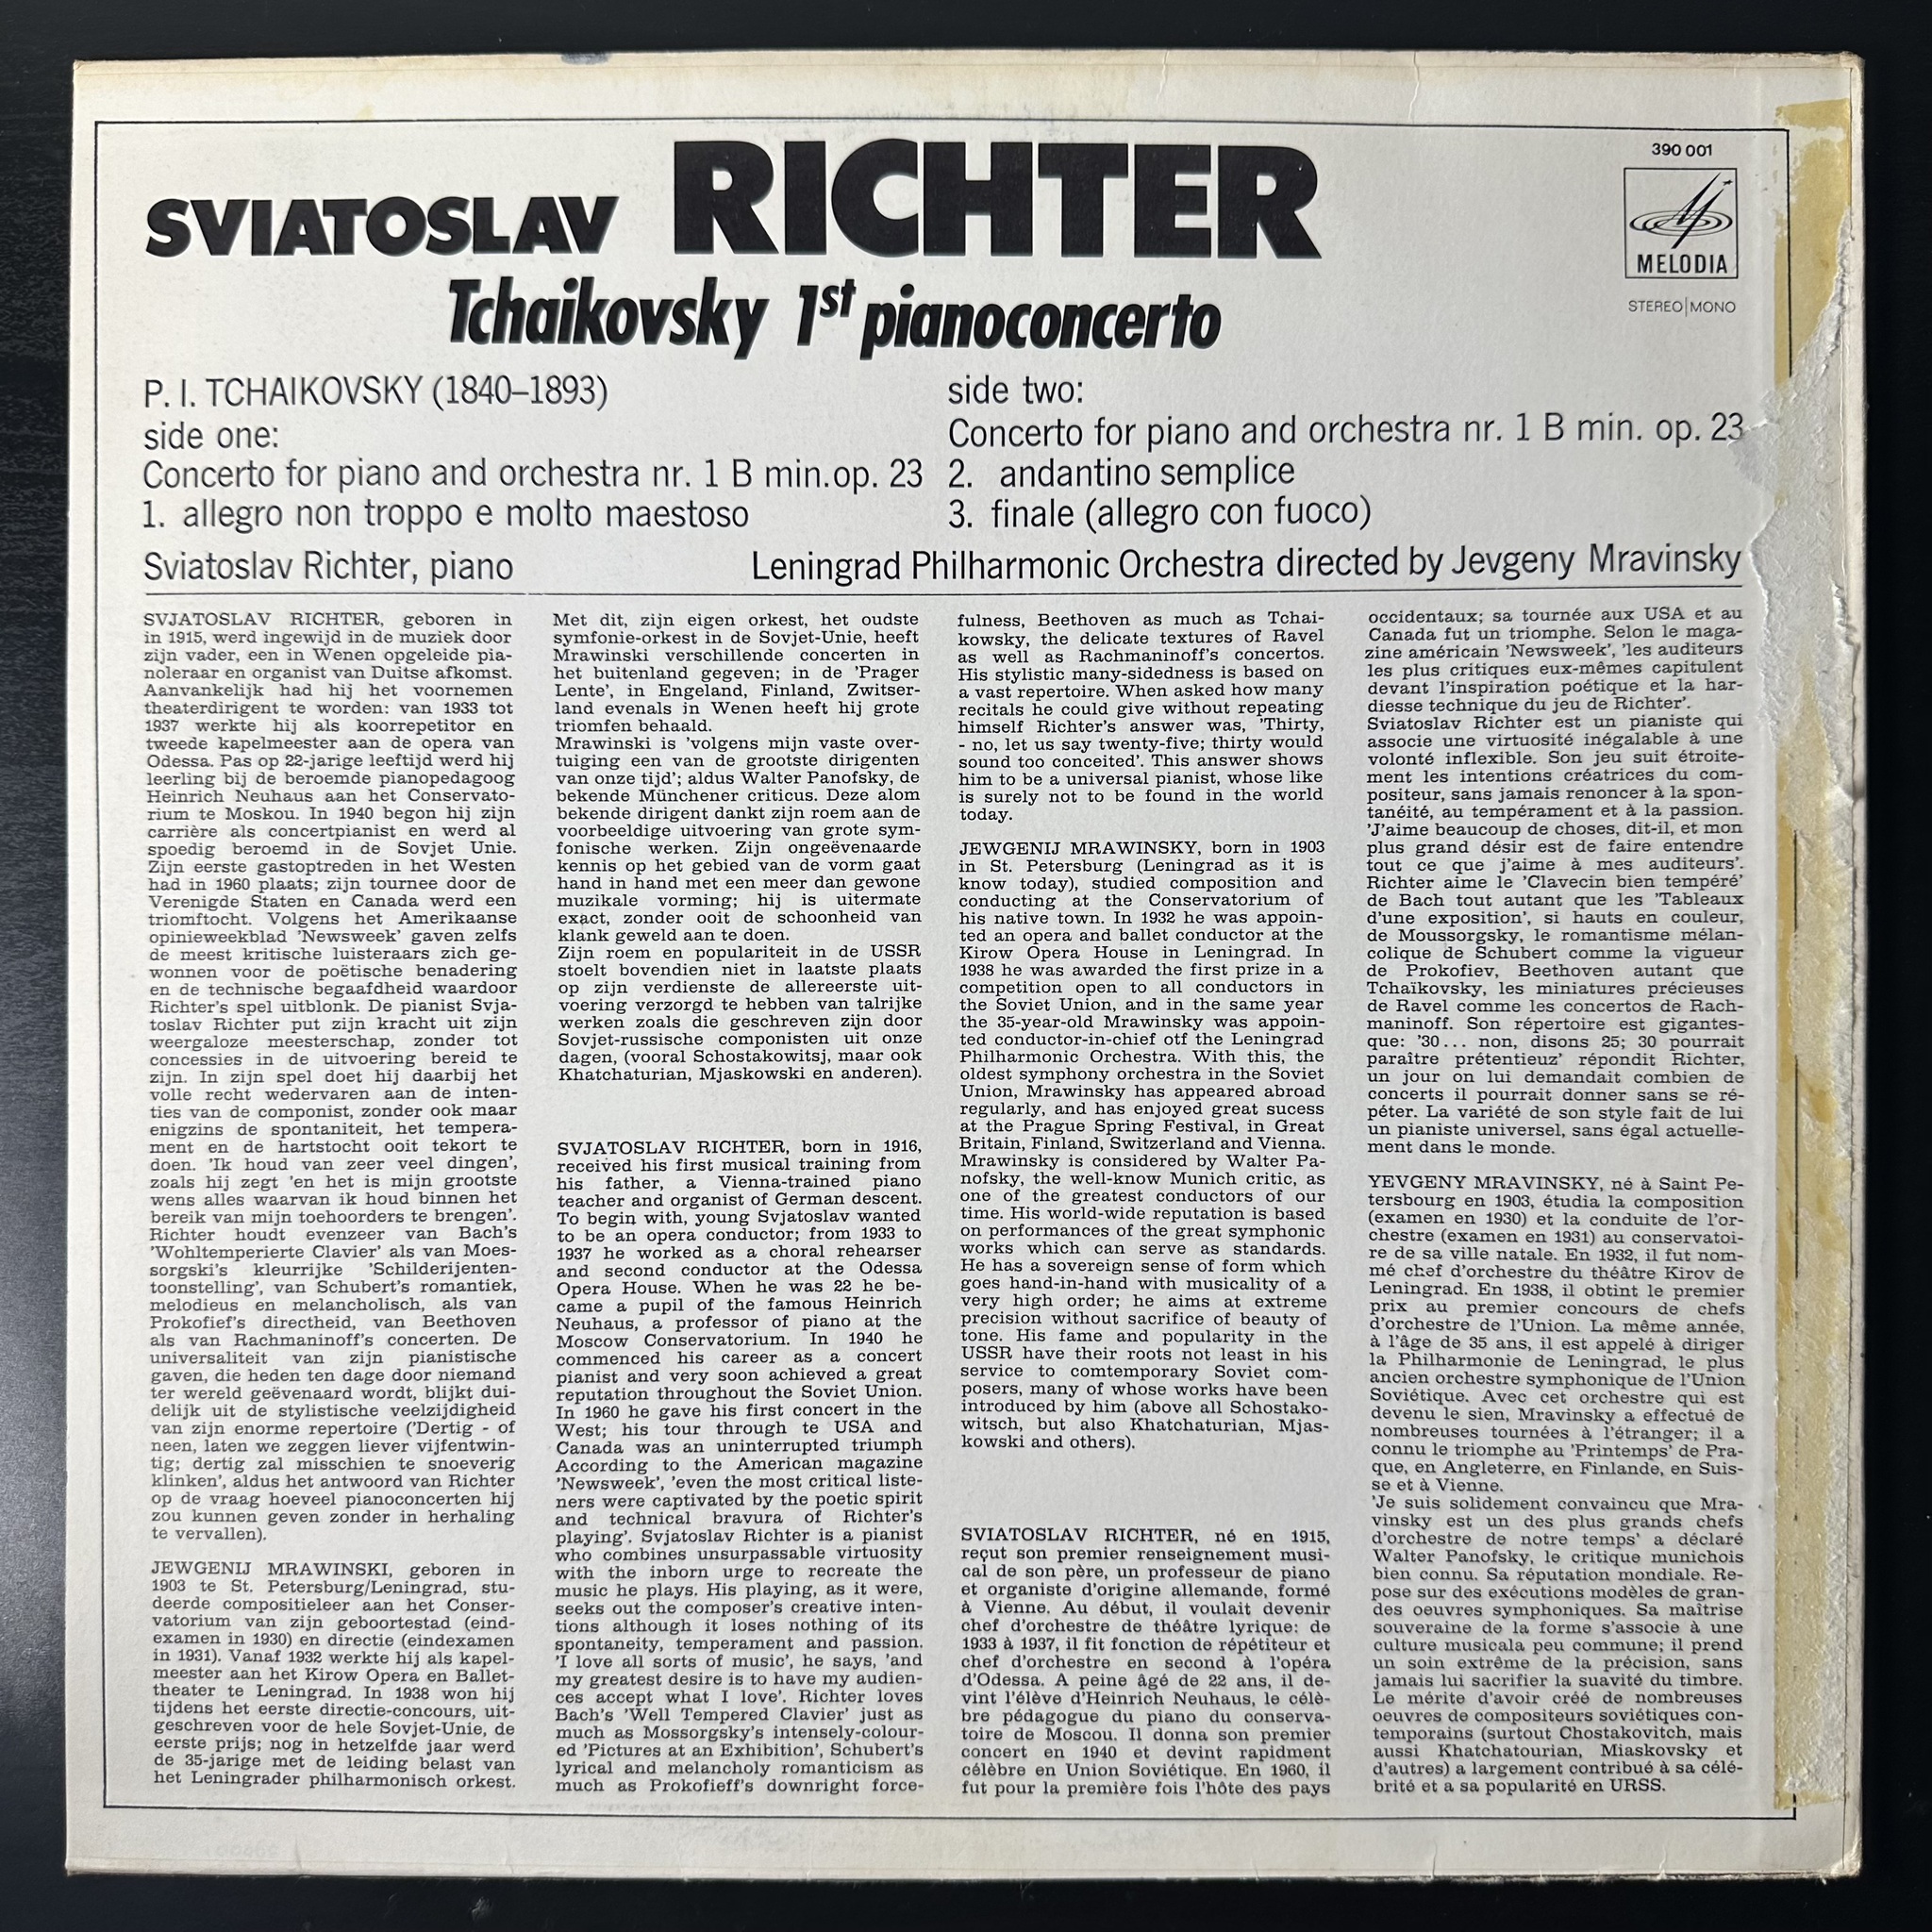 390 001
SVIATOSLAV RICHTER
MELODIA
STEREO|MONO
Tchaikovsky 1st pianoconcerto
P. I. TCHAIKOVSKY (1840–1893)
side one:
Concerto for piano and orchestra nr. 1 B min.op. 23
1. allegro non troppo e molto maestoso
side two:
Concerto for piano and orchestra nr. 1 B min. op. 23
2. andantino semplice
3. finale (allegro con fuoco)
Sviatoslav Richter, piano
Leningrad Philharmonic Orchestra directed by Jevgeny Mravinsky
SVJATOSLAV RICHTER, geboren in
in 1915, werd ingewijd in de muziek door
zijn vader, een in Wenen opgeleide pia-
noleraar en organist van Duitse afkomst.
Aanvankelijk had hij het voornemen
theaterdirigent te worden: van 1933 tot
1937 werkte hij als koorrepetitor en
tweede kapelmeester aan de opera van
Odessa. Pas op 22-jarige leeftijd werd hij
leerling bij de beroemde pianopedagoog
Heinrich Neuhaus aan het Conservato-
rium te Moskou. In 1940 begon hij zijn
carrière als concertpianist en werd al
spoedig beroemd in de Sovjet Unie.
Zijn eerste gastoptreden in het Westen
had in 1960 plaats; zijn tournee door de
Verenigde Staten en Canada werd een
triomftocht. Volgens het Amerikaanse
opinieweekblad 'Newsweek' gaven zelfs
de meest kritische luisteraars zich ge-
wonnen voor de poëtische benadering
en de technische begaafdheid waardoor
Richter's spel uitblonk. De pianist Svja-
toslav Richter put zijn kracht uit zijn
weergaloze meesterschap, zonder tot
concessies in de uitvoering bereid te
zijn. In zijn spel doet hij daarbij het
volle recht wedervaren aan de inten-
ties van de componist, zonder ook maar
enigzins de spontaniteit, het tempera-
ment en de hartstocht ooit tekort te
doen. 'Ik houd van zeer veel dingen',
zoals hij zegt 'en het is mijn grootste
wens alles waarvan ik houd binnen het
bereik van mijn toehoorders te brengen'.
Richter houdt evenzeer van Bach's
'Wohltemperierte Clavier' als van Moes-
sorgski's kleurrijke 'Schilderijenten-
toonstelling', van Schubert's romantiek,
melodieus en melancholisch, als van
Prokofief's directheid, van Beethoven
als van Rachmaninoff's concerten. De
universaliteit van zijn pianistische
gaven, die heden ten dage door niemand
ter wereld geëvenaard wordt, blijkt dui-
delijk uit de stylistische veelzijdigheid
van zijn enorme repertoire ('Dertig - of
neen, laten we zeggen liever vijfentwin-
tig; dertig zal misschien te snoeverig
klinken', aldus het antwoord van Richter
op de vraag hoeveel pianoconcerten hij
zou kunnen geven zonder in herhaling
te vervallen).
JEWGENIJ MRAWINSKI, geboren in
1903 te St. Petersburg/Leningrad, stu-
deerde compositieleer aan het Conser-
vatorium van zijn geboortestad (eind-
examen in 1930) en directie (eindexamen
in 1931). Vanaf 1932 werkte hij als kapel-
meester aan het Kirow Opera en Ballet-
theater te Leningrad. In 1938 won hij
tijdens het eerste directie-concours, uit-
geschreven voor de hele Sovjet-Unie, de
eerste prijs; nog in hetzelfde jaar werd
de 35-jarige met de leiding belast van
het Leningrader philharmonisch orkest.
Met dit, zijn eigen orkest, het oudste
symfonie-orkest in de Sovjet-Unie, heeft
Mrawinski verschillende concerten in
het buitenland gegeven; in de 'Prager
Lente', in Engeland, Finland, Zwitser-
land evenals in Wenen heeft hij grote
triomfen behaald.
Mrawinski is 'volgens mijn vaste over-
tuiging een van de grootste dirigenten
van onze tijd'; aldus Walter Panofsky, de
bekende Münchener criticus. Deze alom
bekende dirigent dankt zijn roem aan de
voorbeeldige uitvoering van grote sym-
fonische werken. Zijn ongeëvenaarde
kennis op het gebied van de vorm gaat
hand in hand met een meer dan gewone
muzikale vorming; hij is uitermate
exact, zonder ooit de schoonheid van
klank geweld aan te doen.
Zijn roem en populariteit in de USSR
stoelt bovendien niet in laatste plaats
op zijn verdienste de allereerste uit-
voering verzorgd te hebben van talrijke
werken zoals die geschreven zijn door
Sovjet-russische componisten uit onze
dagen, (vooral Schostakowitsj, maar ook
Khatchaturian, Mjaskowski en anderen).
SVJATOSLAV RICHTER, born in 1916,
received his first musical training from
his father, a Vienna-trained piano
teacher and organist of German descent.
To begin with, young Svjatoslav wanted
to be an opera conductor; from 1933 to
1937 he worked as a choral rehearser
and second conductor at the Odessa
Opera House. When he was 22 he be-
came a pupil of the famous Heinrich
Neuhaus, a professor of piano at the
Moscow Conservatorium. In 1940 he
commenced his career as a concert
pianist and very soon achieved a great
reputation throughout the Soviet Union.
In 1960 he gave his first concert in the
West; his tour through te USA and
Canada was an uninterrupted triumph
According to the American magazine
'Newsweek', 'even the most critical liste-
ners were captivated by the poetic spirit
and technical bravura of Richter's
playing'. Svjatoslav Richter is a pianist
who combines unsurpassable virtuosity
with the inborn urge to recreate the
music he plays. His playing, as it were,
seeks out the composer's creative inten-
tions although it loses nothing of its
spontaneity, temperament and passion.
'I love all sorts of music', he says, 'and
my greatest desire is to have my audien-
ces accept what I love'. Richter loves
Bach's 'Well Tempered Clavier' just as
much as Mossorgsky's intensely-colour-
ed 'Pictures at an Exhibition', Schubert's
lyrical and melancholy romanticism as
much as Prokofieff's downright force-
fulness, Beethoven as much as Tchai-
kowsky, the delicate textures of Ravel
as well as Rachmaninoff's concertos.
His stylistic many-sidedness is based on
a vast repertoire. When asked how many
recitals he could give without repeating
himself Richter's answer was, 'Thirty,
- no, let us say twenty-five; thirty would
sound too conceited'. This answer shows
him to be a universal pianist, whose like
is surely not to be found in the world
today.
JEWGENIJ MRAWINSKY, born in 1903
in St. Petersburg (Leningrad as it is
know today), studied composition and
conducting at the Conservatorium of
his native town. In 1932 he was appoin-
ted an opera and ballet conductor at the
Kirow Opera House in Leningrad. In
1938 he was awarded the first prize in a
competition open to all conductors in
the Soviet Union, and in the same year
the 35-year-old Mrawinsky was appoin-
ted conductor-in-chief otf the Leningrad
Philharmonic Orchestra. With this, the
oldest symphony orchestra in the Soviet
Union, Mrawinsky has appeared abroad
regularly, and has enjoyed great sucess
at the Prague Spring Festival, in Great
Britain, Finland, Switzerland and Vienna.
Mrawinsky is considered by Walter Pa-
nofsky, the well-know Munich critic, as
one of the greatest conductors of our
time. His world-wide reputation is based
on performances of the great symphonic
works which can serve as standards.
He has a sovereign sense of form which
goes hand-in-hand with musicality of a
very high order; he aims at extreme
precision without sacrifice of beauty of
tone. His fame and popularity in the
USSR have their roots not least in his
service to comtemporary Soviet com-
posers, many of whose works have been
introduced by him (above all Schostako-
witsch, but also Khatchaturian, Mjas-
kowski and others).
SVIATOSLAV RICHTER, né en 1915,
reçut son premier renseignement musi-
cal de son père, un professeur de piano
et organiste d'origine allemande, formé
à Vienne. Au début, il voulait devenir
chef d'orchestre de théâtre lyrique: de
1933 à 1937, il fit fonction de répétiteur et
chef d'orchestre en second à l'opéra
d'Odessa. A peine âgé de 22 ans, il de-
vint l'élève d'Heinrich Neuhaus, le célè-
bre pédagogue du piano du conserva-
toire de Moscou. Il donna son premier
concert en 1940 et devint rapidment
célèbre en Union Soviétique. En 1960, il
fut pour la première fois l'hôte des pays
occidentaux; sa tournée aux USA et au
Canada fut un triomphe. Selon le maga-
zine américain 'Newsweek', 'les auditeurs
les plus critiques eux-mêmes capitulent
devant l'inspiration poétique et la har-
diesse technique du jeu de Richter'.
Sviatoslav Richter est un pianiste qui
associe une virtuosité inégalable à une
volonté inflexible. Son jeu suit étroite-
ment les intentions créatrices du com-
positeur, sans jamais renoncer à la spon-
tanéité, au tempérament et à la passion.
'J'aime beaucoup de choses, dit-il, et mon
plus grand désir est de faire entendre
tout ce que j'aime à mes auditeurs'.
Richter aime le 'Clavecin bien tempéré'
de Bach tout autant que les 'Tableaux
d'une exposition', si hauts en couleur,
de Moussorgsky, le romantisme mélan-
colique de Schubert comme la vigueur
de Prokofiev, Beethoven autant que
Tchaïkovsky, les miniatures précieuses
de Ravel comme les concertos de Rach-
maninoff. Son répertoire est gigantes-
que: '30... non, disons 25; 30 pourrait
paraître prétentieuz' répondit Richter,
un jour on lui demandait combien de
concerts il pourrait donner sans se ré-
péter. La variété de son style fait de lui
un pianiste universel, sans égal actuelle-
ment dans le monde.
YEVGENY MRAVINSKY, né à Saint Pe-
tersbourg en 1903, étudia la composition
(examen en 1930) et la conduite de l'or-
chestre (examen en 1931) au conservatoi-
re de sa ville natale. En 1932, il fut nom-
mé chef d'orchestre du théâtre Kirov de
Leningrad. En 1938, il obtint le premier
prix au premier concours de chefs
d'orchestre de l'Union. La même année,
à l'âge de 35 ans, il est appelé à diriger
la Philharmonie de Leningrad, le plus
ancien orchestre symphonique de l'Union
Soviétique. Avec cet orchestre qui est
devenu le sien, Mravinsky a effectué de
nombreuses tournées à l'étranger; il a
connu le triomphe au 'Printemps' de Pra-
que, en Angleterre, en Finlande, en Suis-
se et à Vienne.
'Je suis solidement convaincu que Mra-
vinsky est un des plus grands chefs
d'orchestre de notre temps' a déclaré
Walter Panofsky, le critique munichois
bien connu. Sa réputation mondiale. Re-
pose sur des exécutions modèles de gran-
des oeuvres symphoniques. Sa maîtrise
souveraine de la forme s'associe à une
culture musicala peu commune; il prend
un soin extrême de la précision, sans
jamais lui sacrifier la suavité du timbre.
Le mérite d'avoir créé de nombreuses
oeuvres de compositeurs soviétiques con-
temporains (surtout Chostakovitch, mais
aussi Khatchatourian, Miaskovsky et
d'autres) a largement contribué à sa célé-
brité et a sa popularité en URSS.